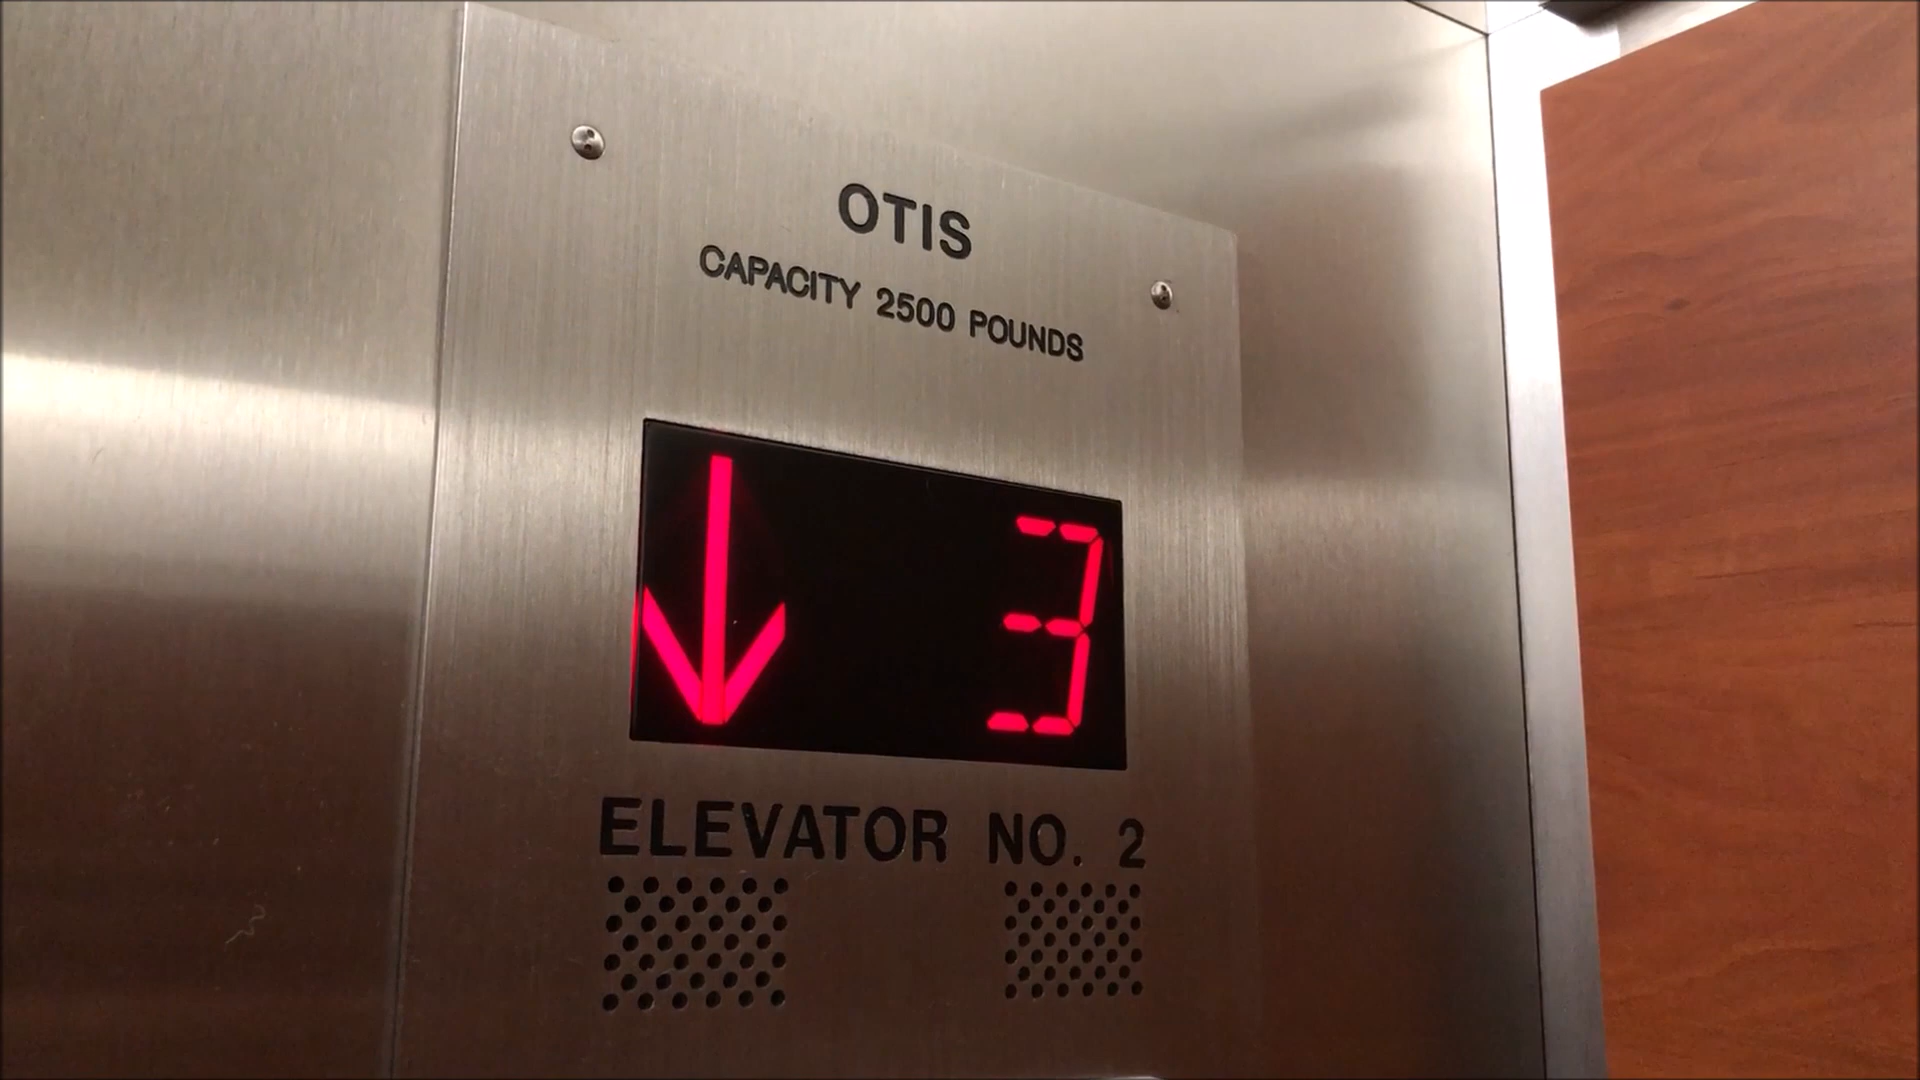 OTIS
CAPACITY 2500 POUNDS
↓ 3
ELEVATOR NO. 2